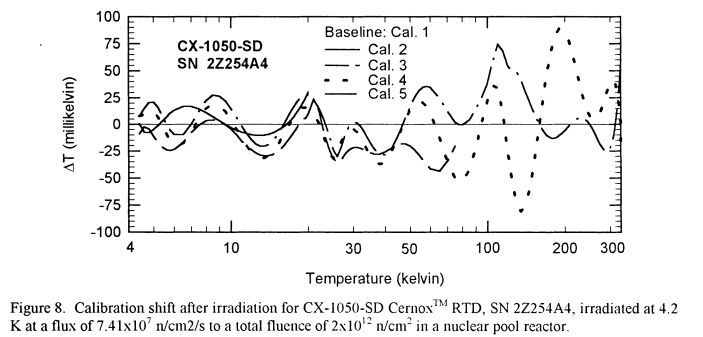 CX-1050-SD
SN 2Z254A4
Baseline: Cal. 1
Cal. 2
Cal. 3
Cal. 4
Cal. 5
100
75
50
25
0
-25
-50
-75
-100
ΔT (millikelvin)
4 10 30 50 100 200 300
Temperature (kelvin)
Figure 8. Calibration shift after irradiation for CX-1050-SD Cernox™ RTD, SN 2Z254A4, irradiated at 4.2
K at a flux of 7.41x10⁷ n/cm2/s to a total fluence of 2x10¹² n/cm² in a nuclear pool reactor.